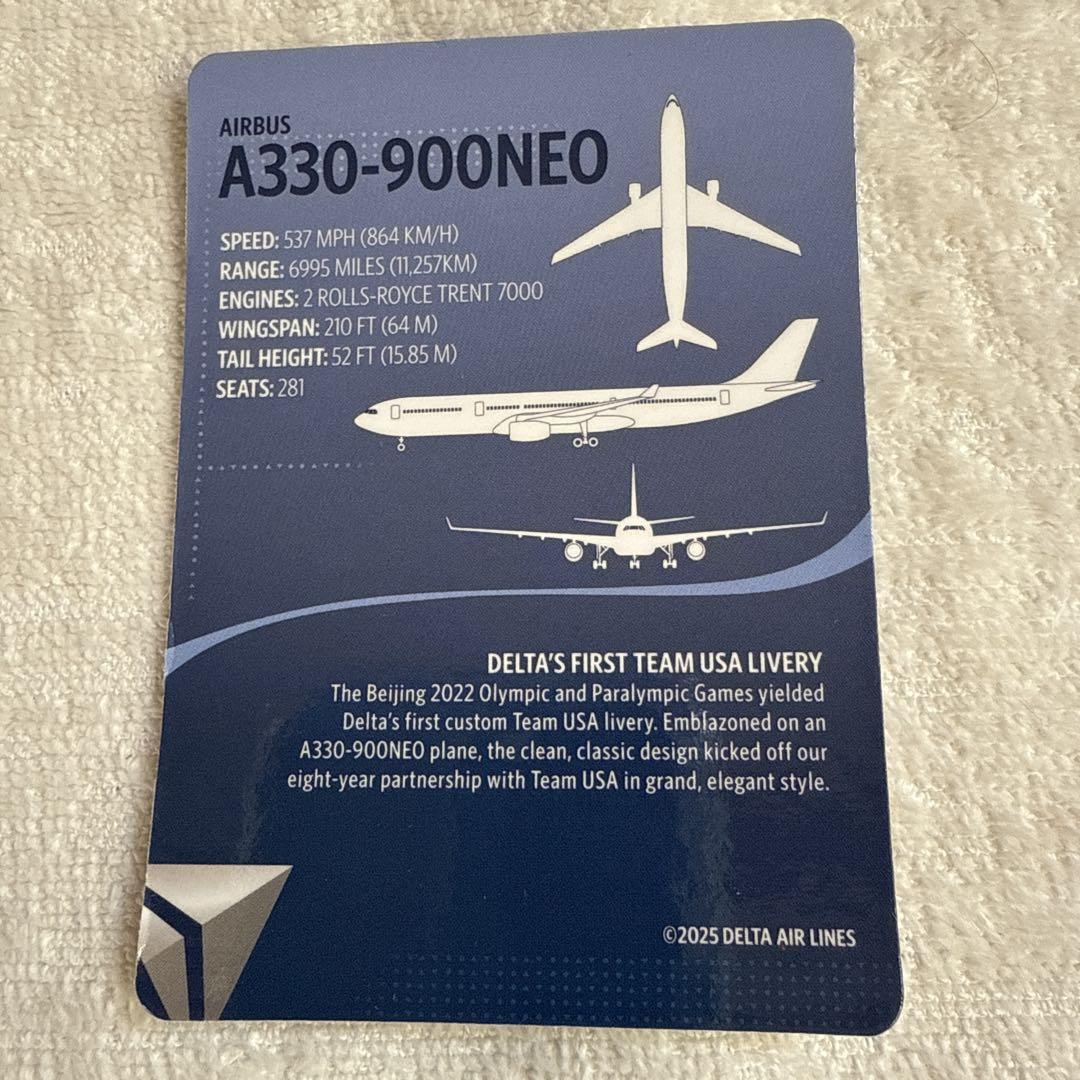 AIRBUS
A330-900NEO
SPEED: 537 MPH (864 KM/H)
RANGE: 6995 MILES (11,257KM)
ENGINES: 2 ROLLS-ROYCE TRENT 7000
WINGSPAN: 210 FT (64 M)
TAIL HEIGHT: 52 FT (15.85 M)
SEATS: 281
DELTA'S FIRST TEAM USA LIVERY
The Beijing 2022 Olympic and Paralympic Games yielded
Delta's first custom Team USA livery. Emblazoned on an
A330-900NEO plane, the clean, classic design kicked off our
eight-year partnership with Team USA in grand, elegant style.
©2025 DELTA AIR LINES